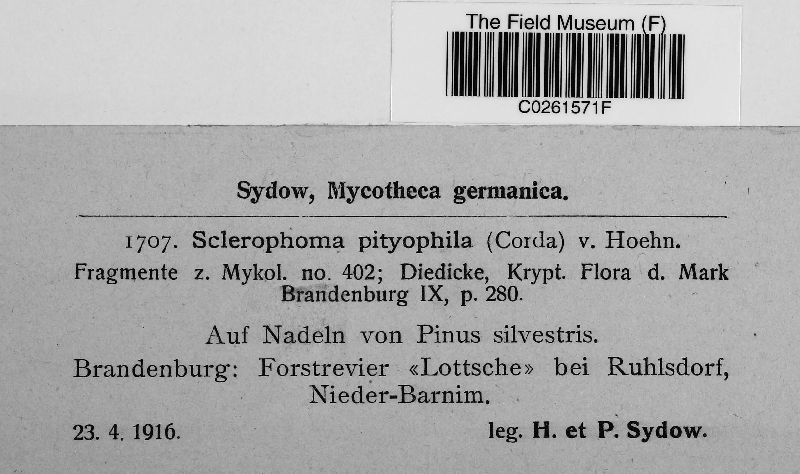 The Field Museum (F)
C0261571F
Sydow, Mycotheca germanica.
1707. Sclerophoma pityophila (Corda) v. Hoehn.
Fragmente z. Mykol. no. 402; Diedicke, Krypt. Flora d. Mark
Brandenburg IX, p. 280.
Auf Nadeln von Pinus silvestris.
Brandenburg: Forstrevier «Lottsche» bei Ruhlsdorf,
Nieder-Barnim.
23. 4. 1916. leg. H. et P. Sydow.